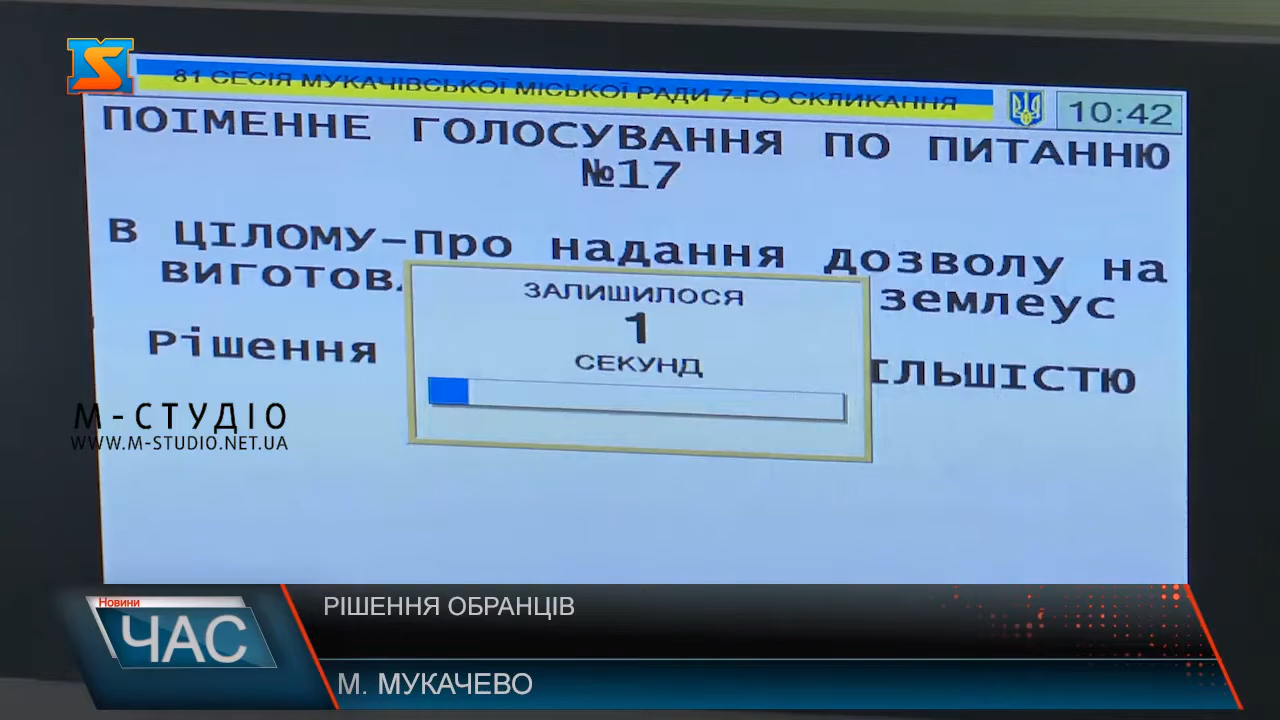 81 СЕСІЯ МУКАЧІВСЬКОЇ МІСЬКОЇ РАДИ 7-ГО СКЛИКАННЯ
10:42
ПОІМЕННЕ ГОЛОСУВАННЯ ПО ПИТАННЮ
№17
В ЦІЛОМУ-Про надання дозволу на
землеус
ЗАЛИШИЛОСЯ
1
СЕКУНД
Рішення
М-СТУДІО
WWW.M-STUDIO.NET.UA
Новини
ЧАС
РІШЕННЯ ОБРАНЦІВ
М. МУКАЧЕВО